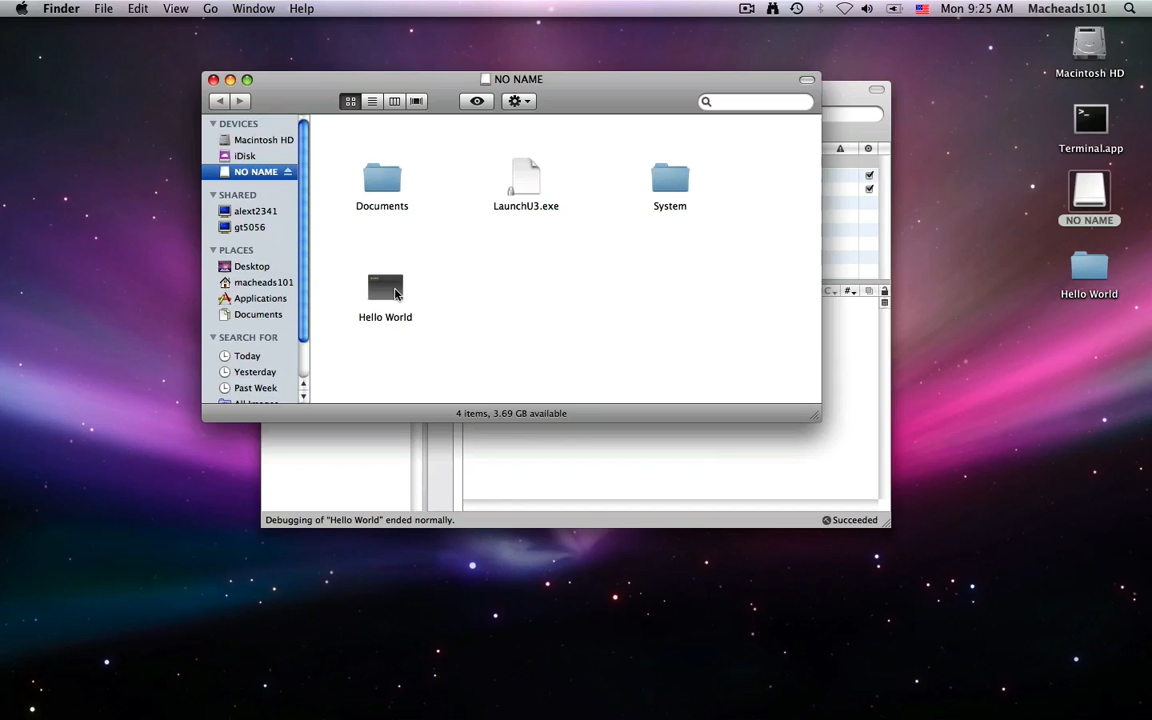 Finder File Edit View Go Window Help Mon 9:25 AM Macheads101
NO NAME
DEVICES
Macintosh HD
iDisk
NO NAME
SHARED
alext2341
gt5056
PLACES
Desktop
macheads101
Applications
Documents
SEARCH FOR
Today
Yesterday
Past Week
Documents
LaunchU3.exe
System
Hello World
4 items, 3.69 GB available
Debugging of "Hello World" ended normally.
Succeeded
Macintosh HD
>_
Terminal.app
NO NAME
Hello World
C
#